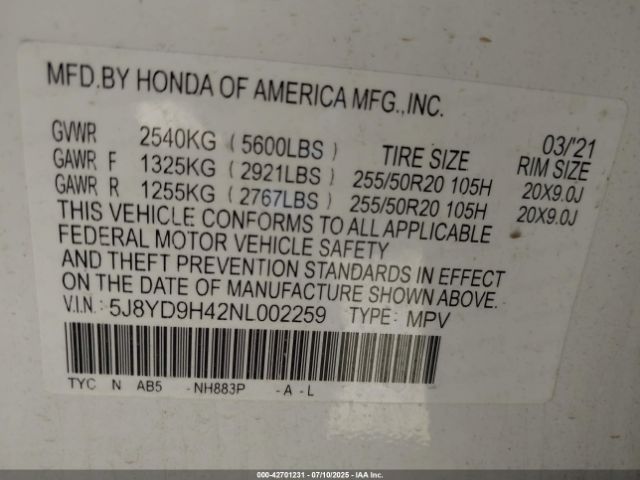 MFD.BY HONDA OF AMERICA MFG.,INC.
03/'21
GVWR 2540KG (5600LBS) TIRE SIZE RIM SIZE
GAWR F 1325KG (2921LBS) 255/50R20 105H 20X9.0J
GAWR R 1255KG (2767LBS) 255/50R20 105H 20X9.0J
THIS VEHICLE CONFORMS TO ALL APPLICABLE
FEDERAL MOTOR VEHICLE SAFETY
AND THEFT PREVENTION STANDARDS IN EFFECT
ON THE DATE OF MANUFACTURE SHOWN ABOVE.
V.I.N.: 5J8YD9H42NL002259 TYPE: MPV
TYC N AB5 -NH883P -A-L
000-42701231 - 07/10/2025 - IAA Inc.